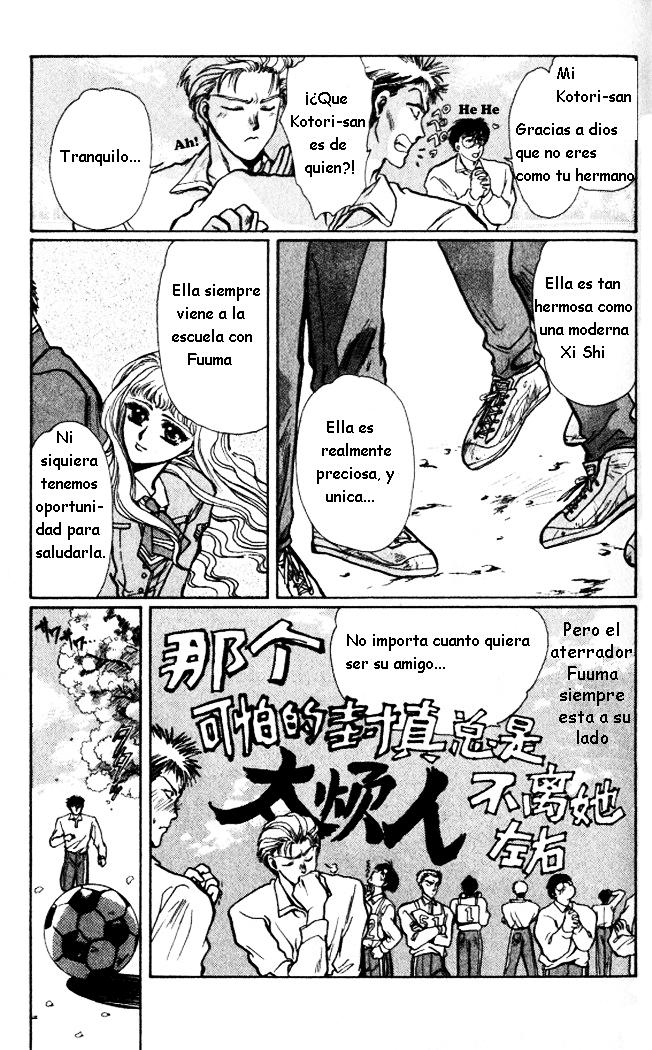 Mi
Kotori-san
Gracias a dios
que no eres
como tu hermano
He He
¡¿Que
Kotori-san
es de
quien?!
Ah!
Tranquilo...
Ella es tan
hermosa como
una moderna
Xi Shi
Ella es
realmente
preciosa, y
unica...
Ella siempre
viene a la
escuela con
Fuuma
Ni
siquiera
tenemos
oportuni-
dad para
saludarla.
Pero el
aterrador
Fuuma
siempre
esta a su
lado
No importa cuanto quiera
ser su amigo...
那个
可怕的封真总是
太烦人
不离她
左右
2
51
1